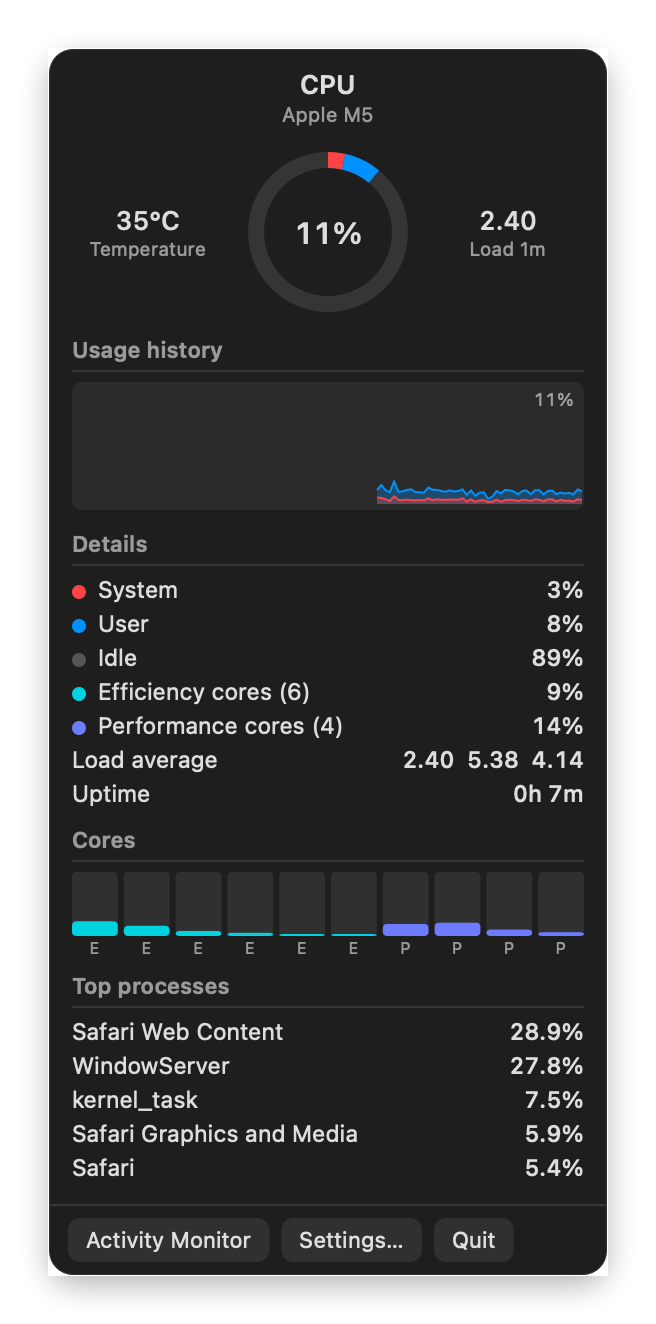 CPU
Apple M5
35°C
Temperature
11%
2.40
Load 1m
Usage history
11%
Details
System 3%
User 8%
Idle 89%
Efficiency cores (6) 9%
Performance cores (4) 14%
Load average 2.40 5.38 4.14
Uptime 0h 7m
Cores
E E E E E E P P P P
Top processes
Safari Web Content 28.9%
WindowServer 27.8%
kernel_task 7.5%
Safari Graphics and Media 5.9%
Safari 5.4%
Activity Monitor Settings... Quit